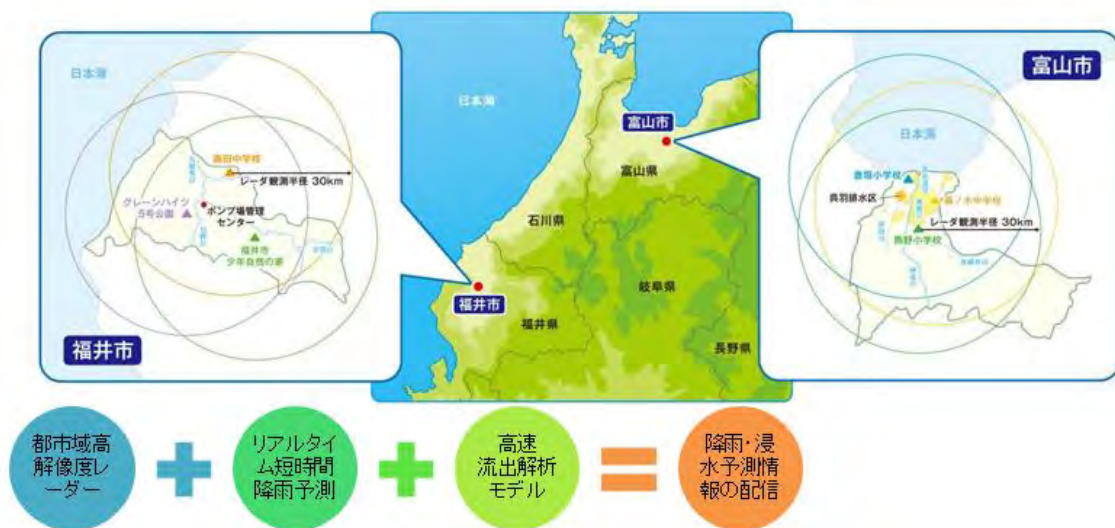 日本海
森田中学校
レーダ観測半径 30km
グリーンハイツ
5号公園
ポンプ場管理
センター
福井市
少年自然の家
福井市
日本海
富山市
富山県
石川県
岐阜県
福井市
福井県
長野県
富山市
日本海
呉羽排水区
レーダ観測半径 30km
熊野小学校
都市域高
解像度レ
ーダー
リアルタイ
ム短時間
降雨予測
高速
流出解析
モデル
降雨・浸
水予測情
報の配信